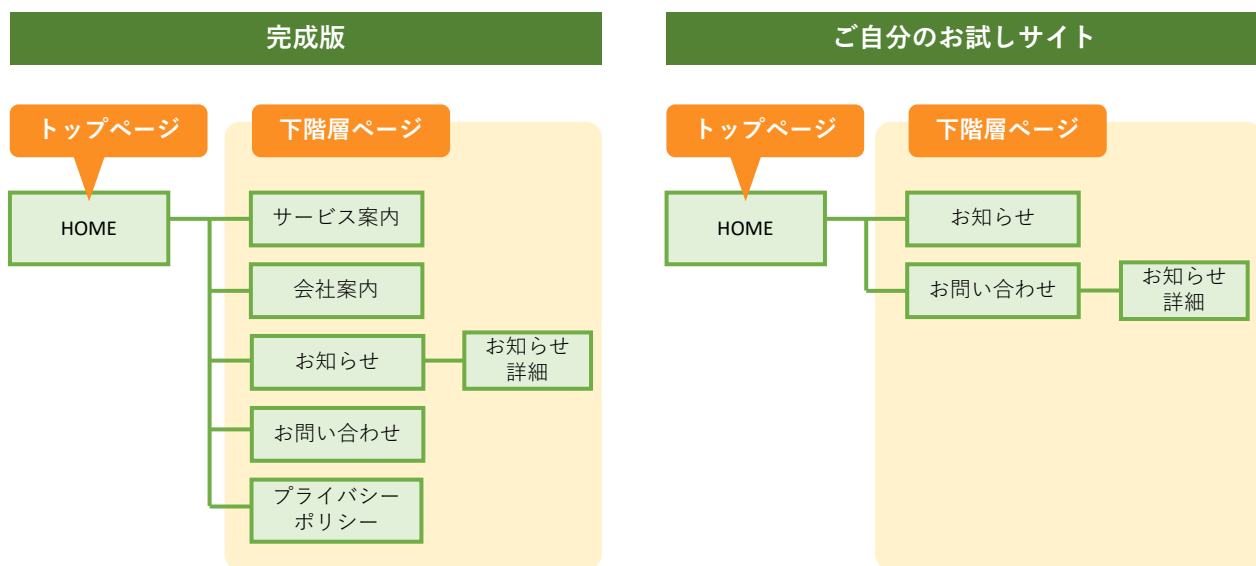 完成版
トップページ
下階層ページ
HOME
サービス案内
会社案内
お知らせ
お知らせ
詳細
お問い合わせ
プライバシー
ポリシー
ご自分のお試しサイト
トップページ
下階層ページ
HOME
お知らせ
お問い合わせ
お知らせ
詳細